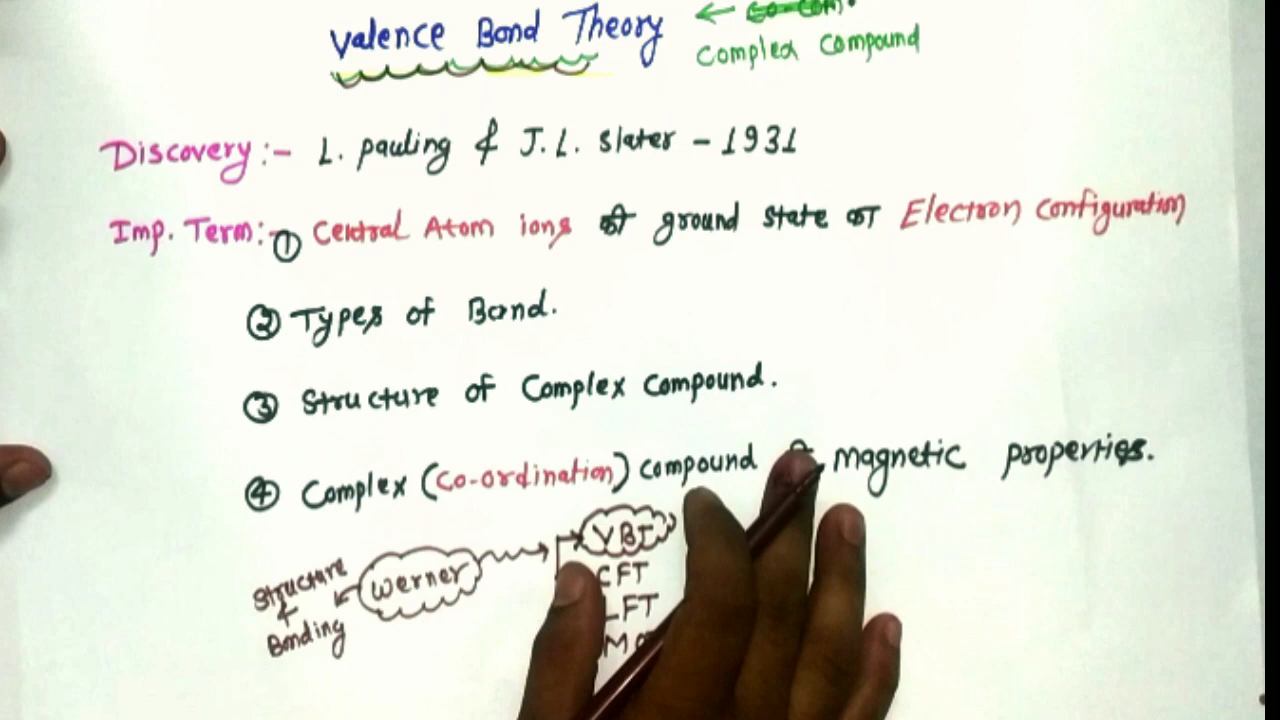 Valence Bond Theory ←
Complex Compound
Discovery :- L. pauling & J. L. Slater - 1931
Imp. Term :- ① Central Atom ions of ground state or Electron Configuration
② Types of Bond.
③ Structure of Complex Compound.
④ Complex (Co-ordination) Compound magnetic properties.
Structure & Bonding
Werner
VBT
CFT
LFT